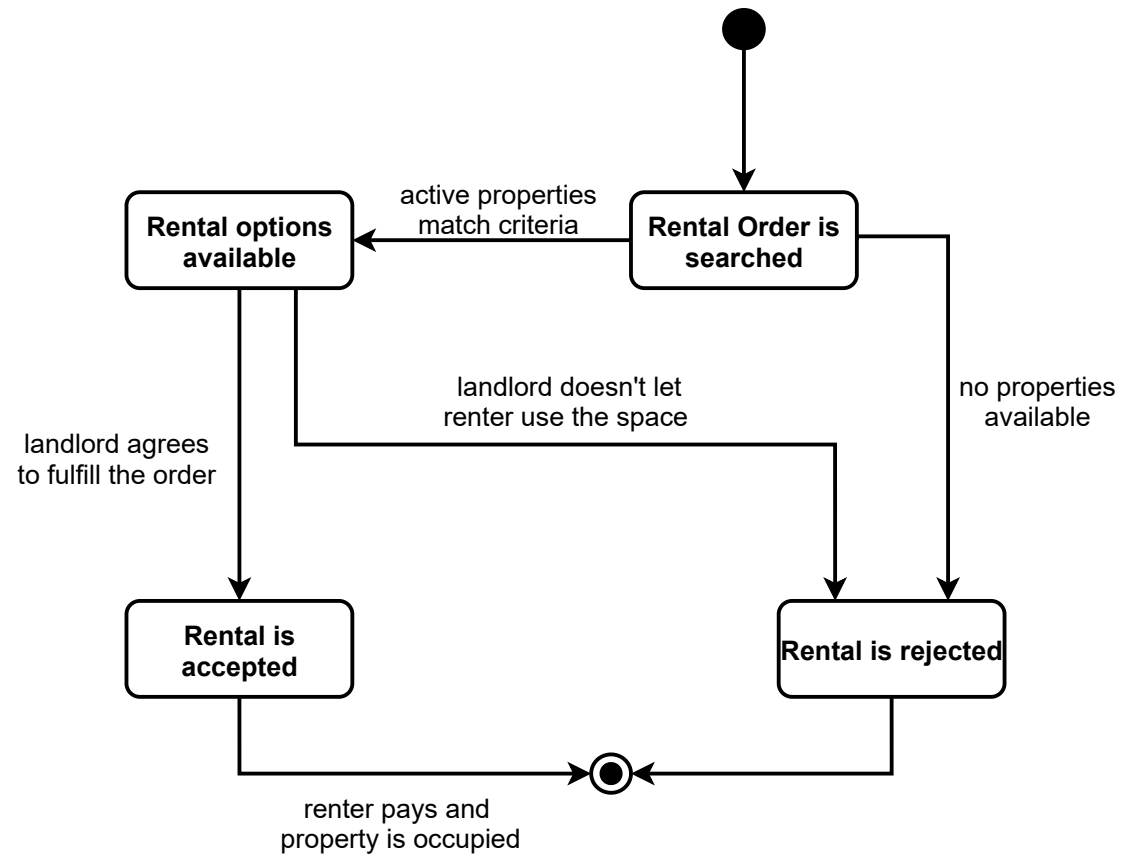 active properties
match criteria
Rental options
available
Rental Order is
searched
landlord doesn't let
renter use the space
no properties
available
landlord agrees
to fulfill the order
Rental is
accepted
Rental is rejected
renter pays and
property is occupied